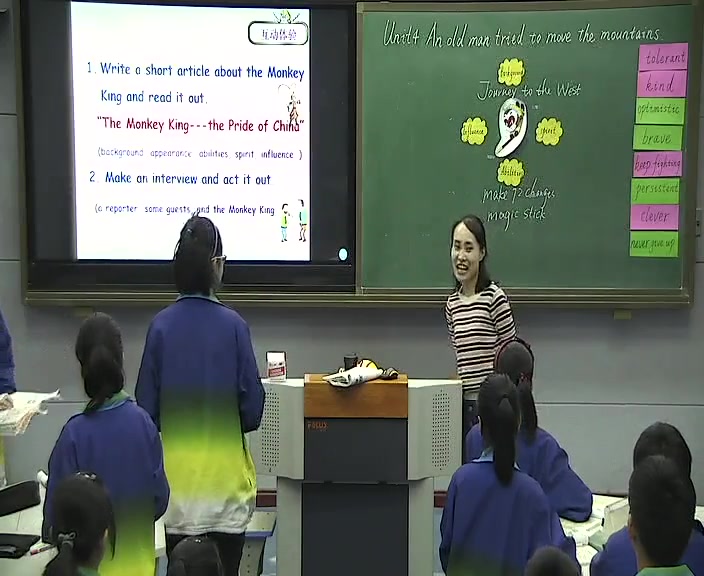 互动体验
1. Write a short article about the Monkey
King and read it out.
"The Monkey King---the Pride of China"
(background appearance abilities spirit influence )
2. Make an interview and act it out
(a reporter some guests and the Monkey King
Unit4 An old man tried to move the mountains
background
Journey to the West
influence
spirit
abilities
make 72 changes
magic stick
tolerant
kind
optimistic
brave
keep fighting
persistent
clever
never give up
FOCUS